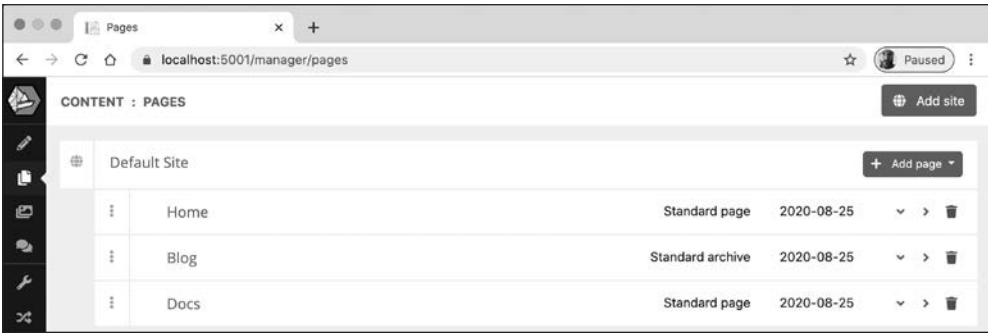 Pages
localhost:5001/manager/pages
Paused
CONTENT : PAGES
Add site
Default Site
+ Add page
Home Standard page 2020-08-25
Blog Standard archive 2020-08-25
Docs Standard page 2020-08-25